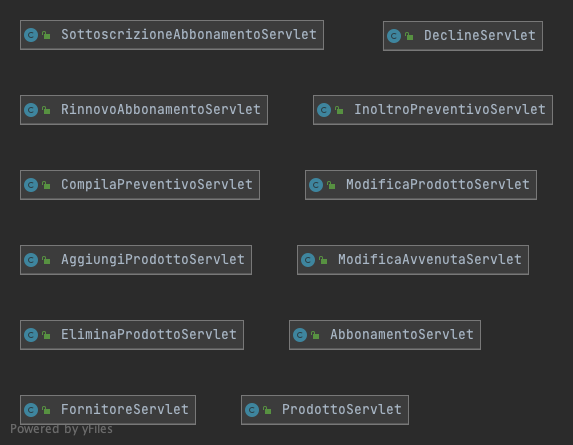 SottoscrizioneAbbonamentoServlet
DeclineServlet
RinnovoAbbonamentoServlet
InoltroPreventivoServlet
CompilaPreventivoServlet
ModificaProdottoServlet
AggiungiProdottoServlet
ModificaAvvenutaServlet
EliminaProdottoServlet
AbbonamentoServlet
FornitoreServlet
ProdottoServlet
Powered by yFiles